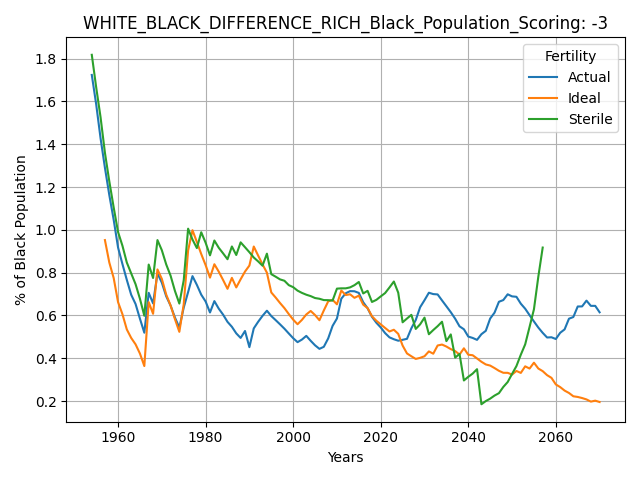 WHITE_BLACK_DIFFERENCE_RICH_Black_Population_Scoring: -3
Fertility
Actual
Ideal
Sterile
% of Black Population
1.8
1.6
1.4
1.2
1.0
0.8
0.6
0.4
0.2
1960
1980
2000
2020
2040
2060
Years